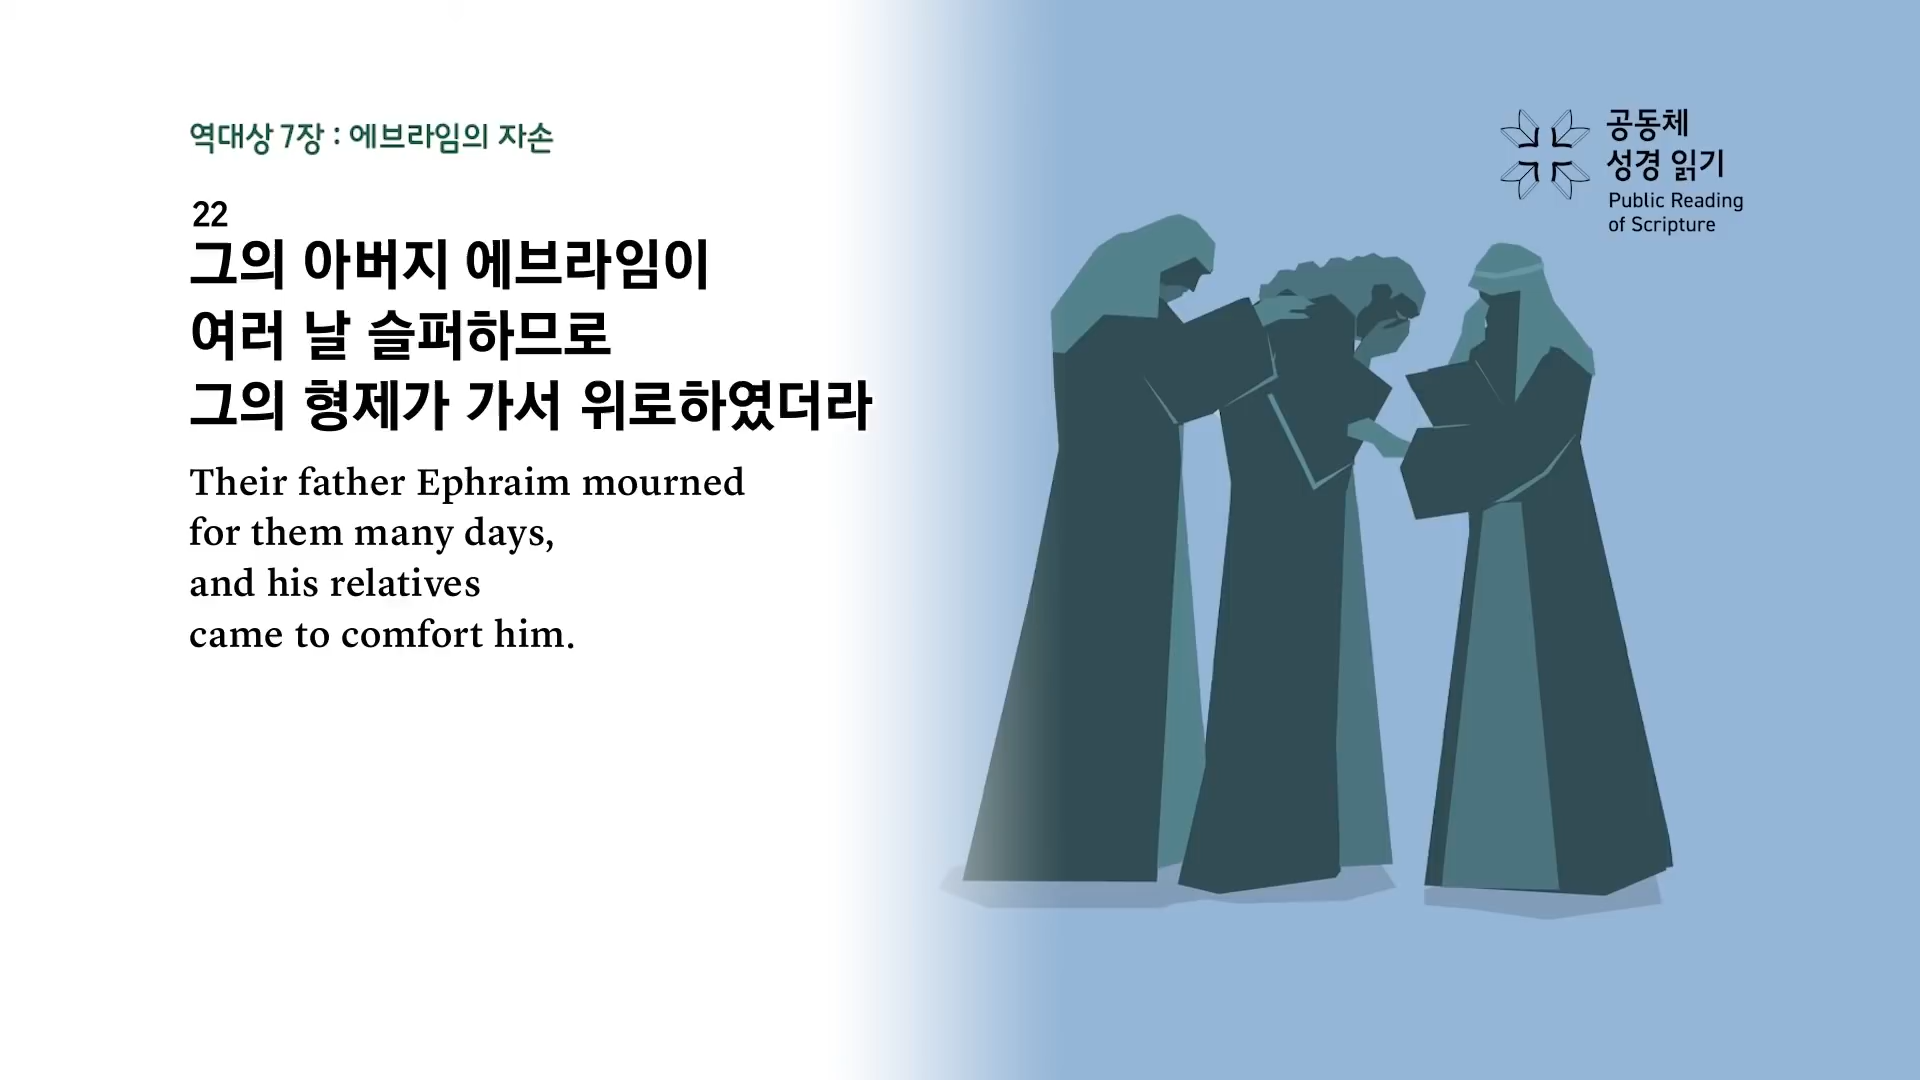 역대상 7장 : 에브라임의 자손
22
그의 아버지 에브라임이
여러 날 슬퍼하므로
그의 형제가 가서 위로하였더라
Their father Ephraim mourned
for them many days,
and his relatives
came to comfort him.
공동체
성경 읽기
Public Reading
of Scripture